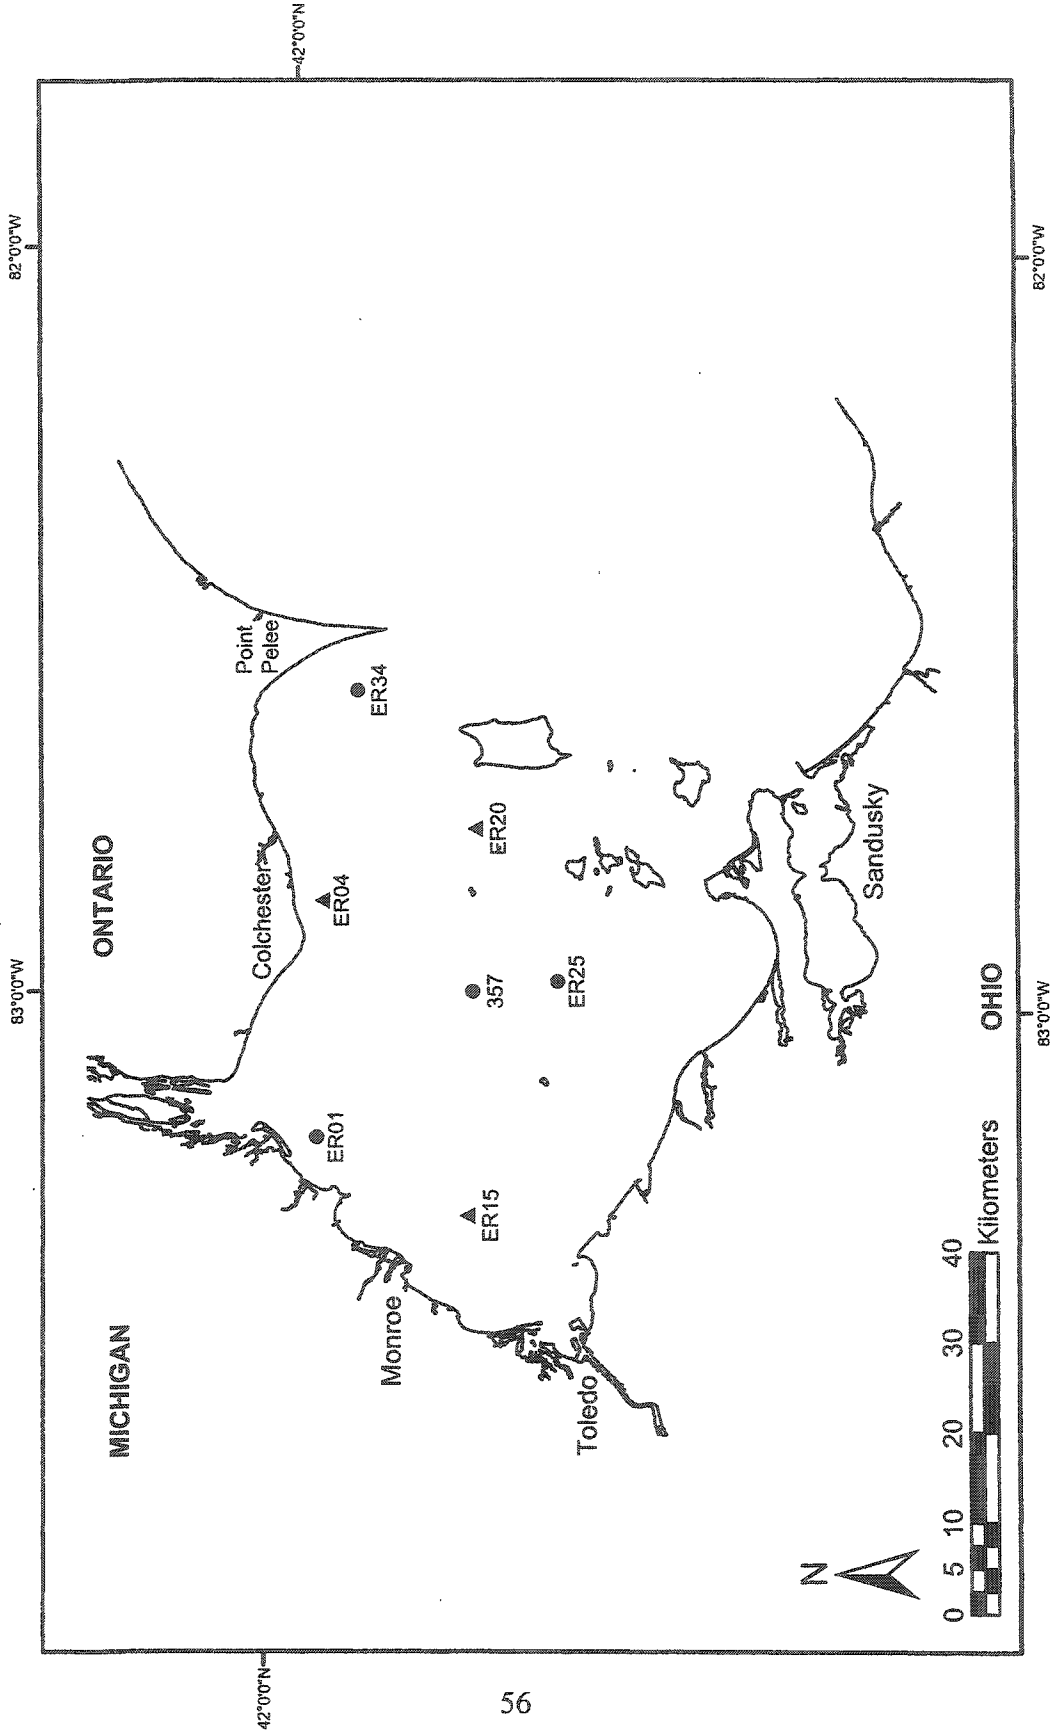 83°0'0"W
82°0'0"W
42°0'0"N
42°0'0"N
MICHIGAN
ONTARIO
Colchester
Point
Pelee
ER01
ER04
ER34
Monroe
ER15
357
ER20
ER25
Toledo
Sandusky
N
0 5 10 20 30 40
Kilometers
OHIO
83°0'0"W
82°0'0"W
56